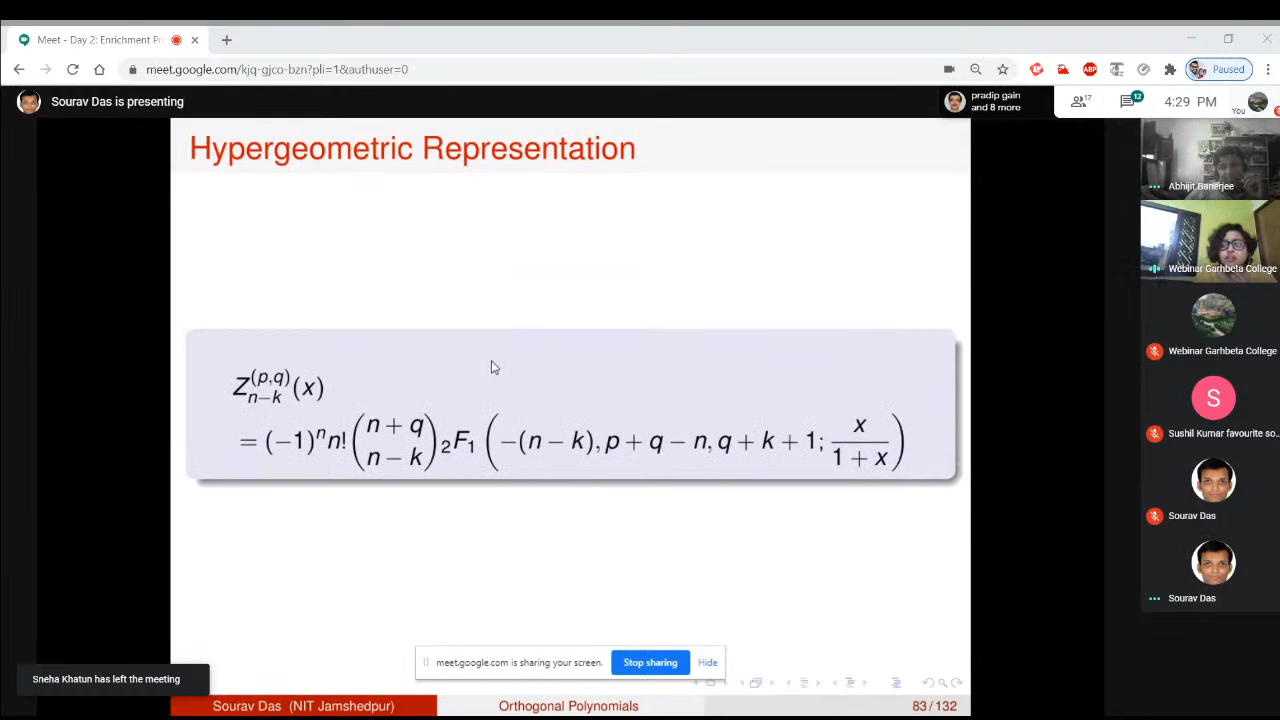 Meet - Day 2: Enrichment Pr
meet.google.com/kjq-gjco-bzn?pli=1&authuser=0
ABP
Paused
Sourav Das is presenting
pradip gain
and 8 more
17
12
4:29 PM
You
Hypergeometric Representation
Abhijit Banerjee
Webinar Garhbeta College
Webinar Garhbeta College
S
Sushil Kumar favourite so...
Sourav Das
Sourav Das
Z_{n−k}^{(p,q)}(x)
= (−1)^n n! \binom{n + q}{n − k} {}_2F_1 \left( −(n − k), p + q − n, q + k + 1; \frac{x}{1 + x} \right)
meet.google.com is sharing your screen.
Stop sharing
Hide
Sneha Khatun has left the meeting
Sourav Das (NIT Jamshedpur)
Orthogonal Polynomials
83 / 132